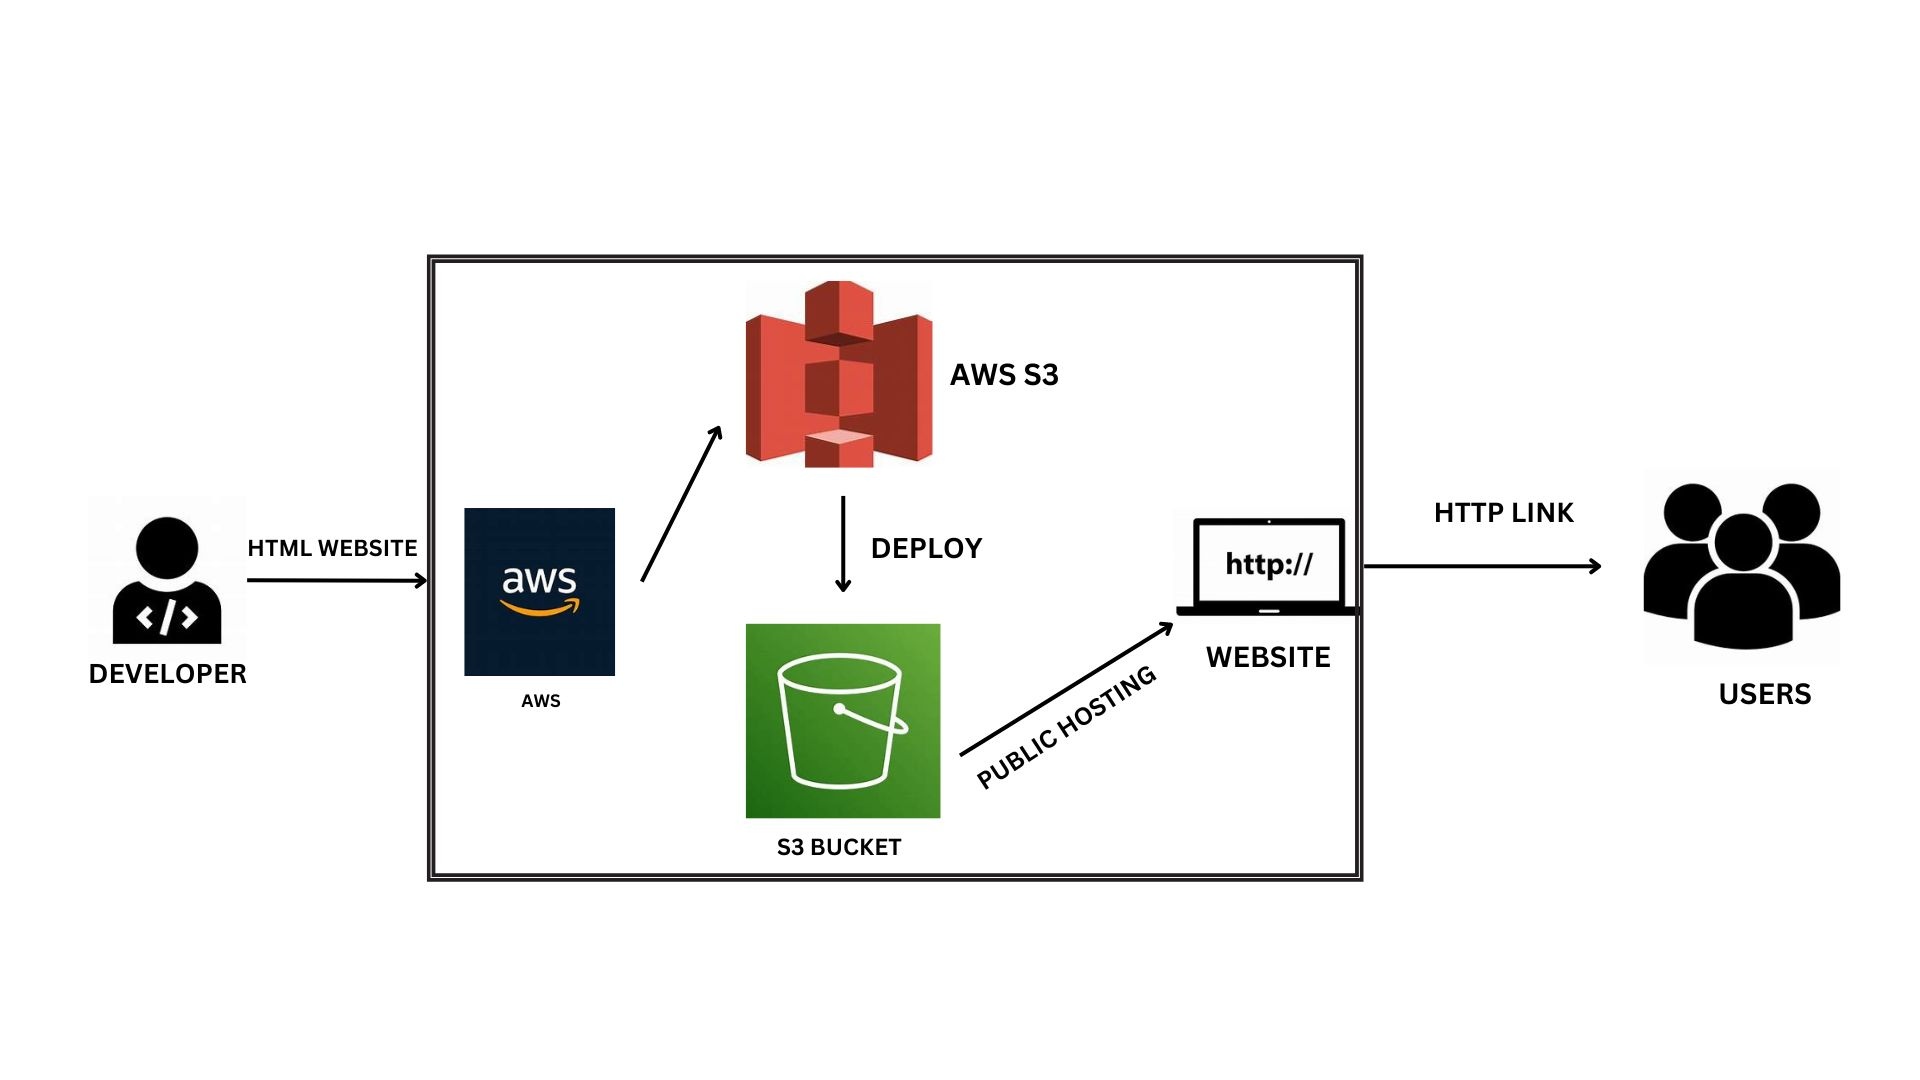 AWS S3
HTML WEBSITE
</>
DEVELOPER
aws
AWS
DEPLOY
S3 BUCKET
PUBLIC HOSTING
http://
WEBSITE
HTTP LINK
USERS